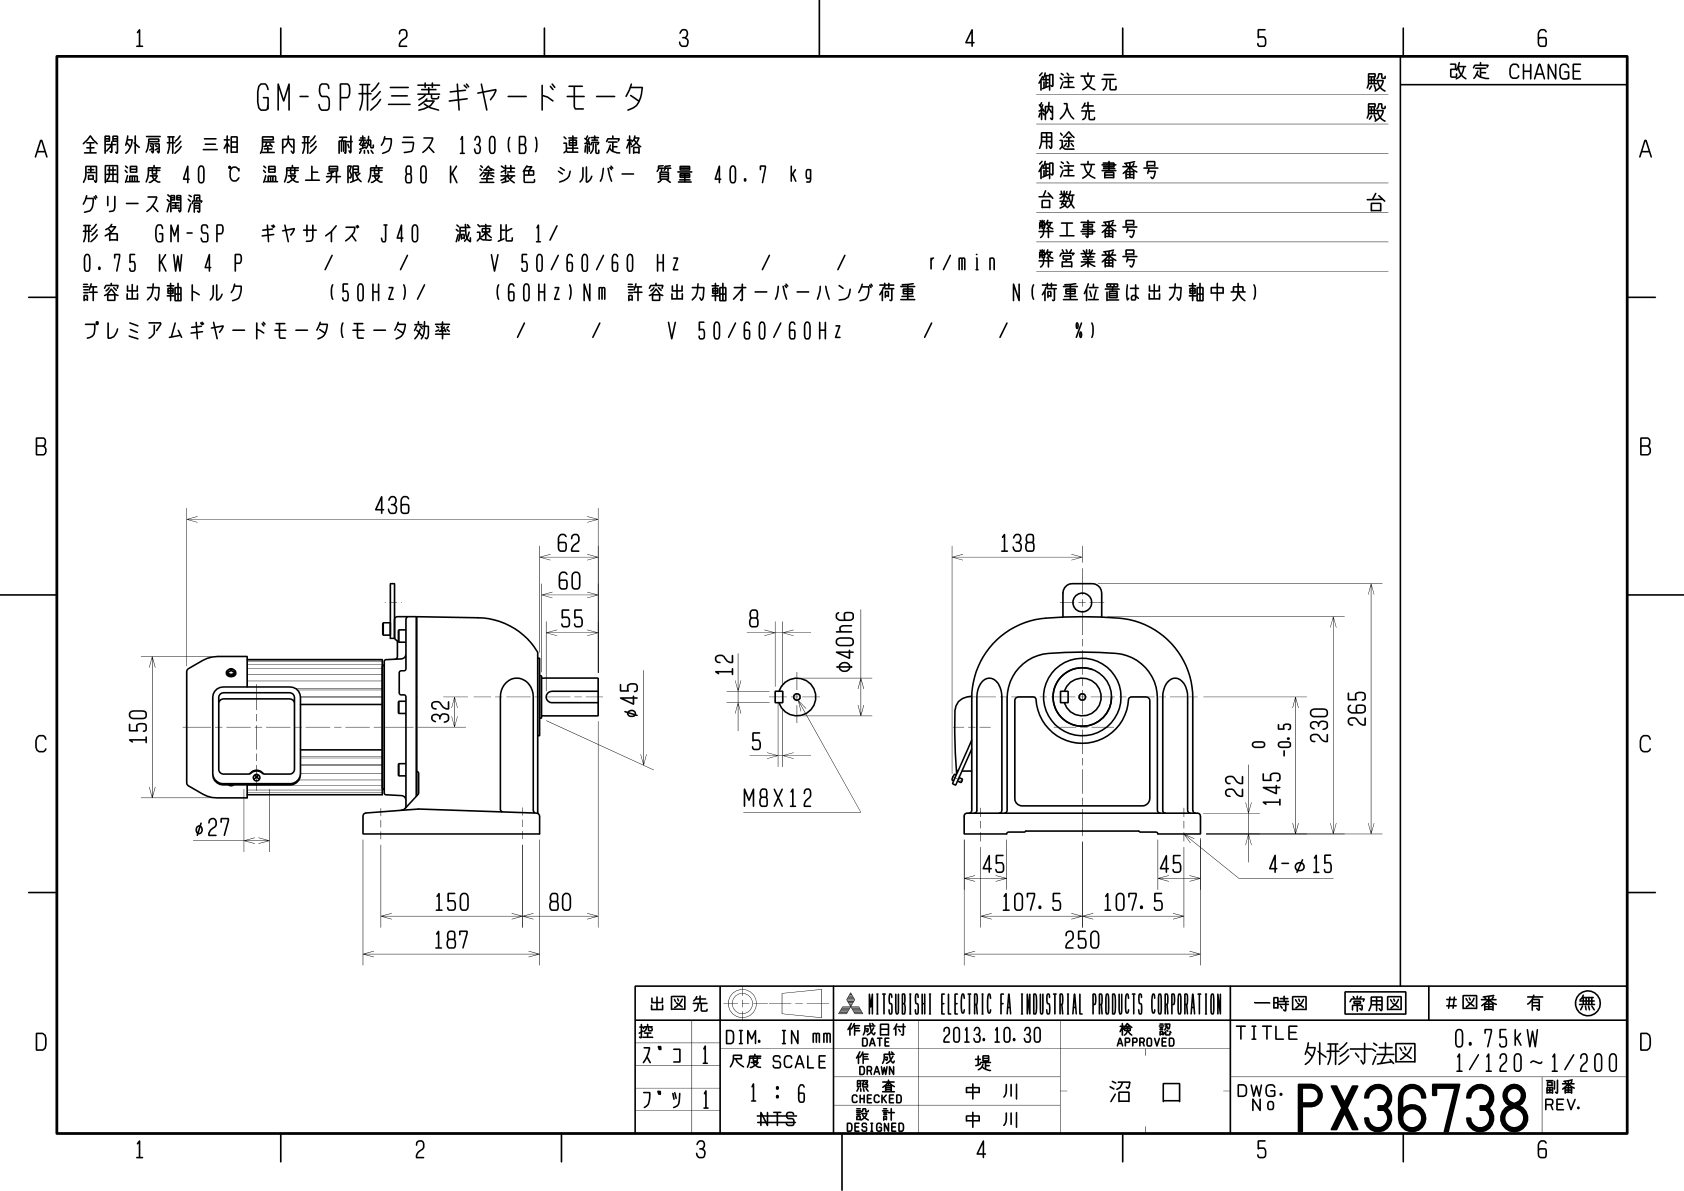 1 2 3 4 5 6
改定 CHANGE
GM-SP形三菱ギヤードモータ
全閉外扇形 三相 屋内形 耐熱クラス 130(B) 連続定格
周囲温度 40 ℃ 温度上昇限度 80 K 塗装色 シルバー 質量 40.7 kg
グリース潤滑
形名 GM-SP ギヤサイズ J40 減速比 1/
0.75 KW 4 P / / V 50/60/60 Hz / / r/min
許容出力軸トルク (50Hz)/ (60Hz)Nm 許容出力軸オーバーハング荷重 N(荷重位置は出力軸中央)
プレミアムギヤードモータ(モータ効率 / / V 50/60/60Hz / / %)
御注文元 殿
納入先 殿
用途
御注文書番号
台数 台
弊工事番号
弊営業番号
A A
B B
C C
D D
436
62
60
55
150
32
φ45
φ27
150 80
187
8
12
φ40h6
5
M8X12
138
265
230
0
145 -0.5
22
45 45
4-φ15
107.5 107.5
250
出図先
控
ズコ 1
ブツ 1
DIM. IN mm
尺度 SCALE
1 : 6
NTS
MITSUBISHI ELECTRIC FA INDUSTRIAL PRODUCTS CORPORATION
作成日付 DATE 2013.10.30
検 認 APPROVED
作 成 DRAWN 堤
照 査 CHECKED 中 川
沼 口
設 計 DESIGNED 中 川
一時図 常用図 #図番 有 無
TITLE
外形寸法図
0.75kW
1/120~1/200
DWG. No PX36738
副番 REV.
1 2 3 4 5 6